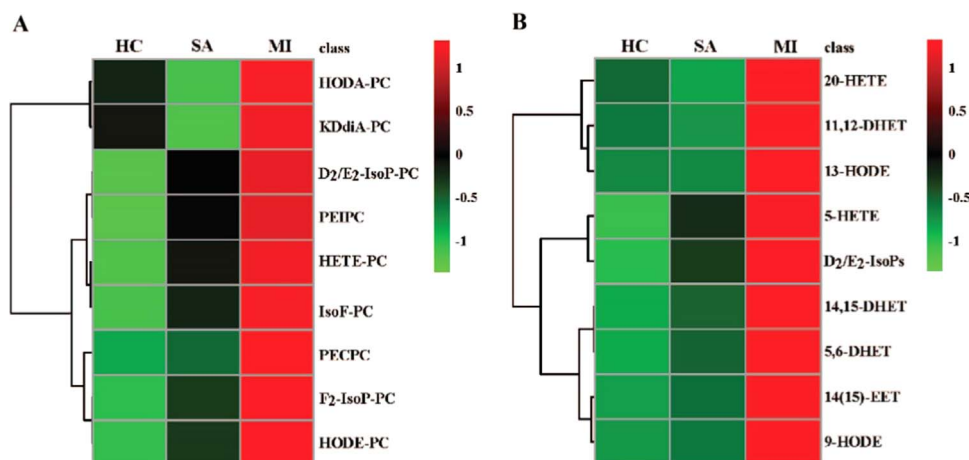 A
HC SA MI class
HODA-PC
KDdiA-PC
D2/E2-IsoP-PC
PEIPC
HETE-PC
IsoF-PC
PECPC
F2-IsoP-PC
HODE-PC
1
0.5
0
-0.5
-1
B
HC SA MI class
20-HETE
11,12-DHET
13-HODE
5-HETE
D2/E2-IsoPs
14,15-DHET
5,6-DHET
14(15)-EET
9-HODE
1
0.5
0
-0.5
-1